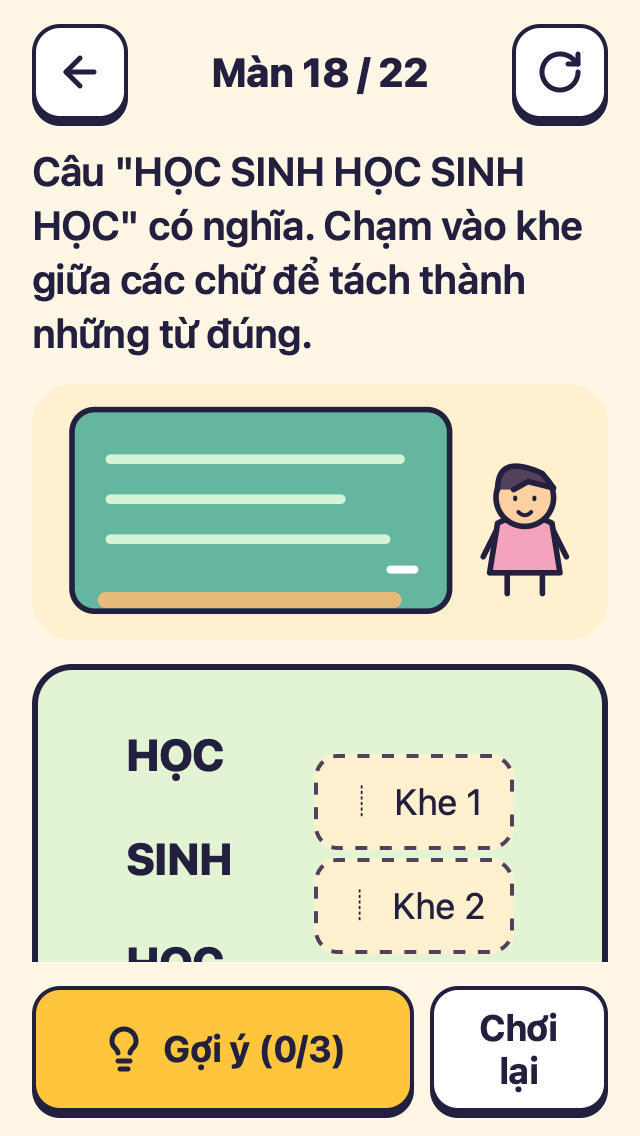 Màn 18 / 22
Câu "HỌC SINH HỌC SINH
HỌC" có nghĩa. Chạm vào khe
giữa các chữ để tách thành
những từ đúng.
HỌC
Khe 1
SINH
Khe 2
HỌC
Gợi ý (0/3)
Chơi
lại